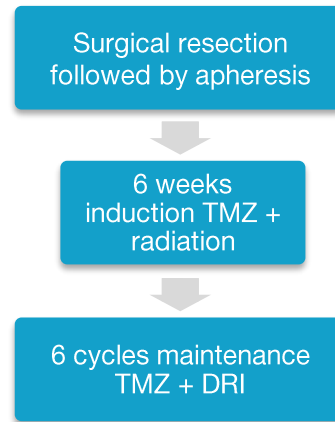 Surgical resection
followed by apheresis
6 weeks
induction TMZ +
radiation
6 cycles maintenance
TMZ + DRI